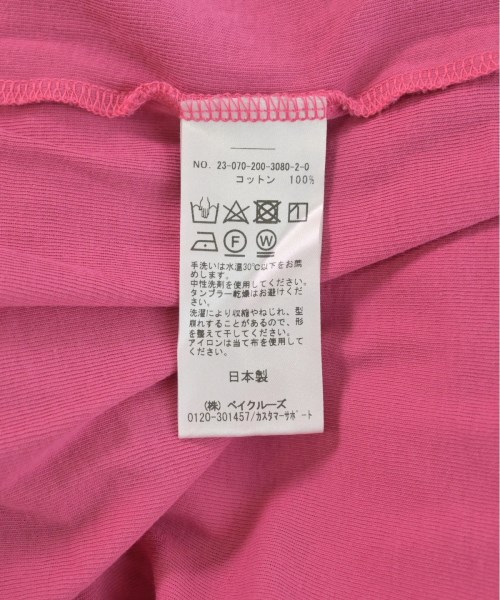 NO. 23-070-200-3080-2-0
コットン 100%
F W
手洗いは水温30℃以下をお薦
めします。
中性洗剤を使用してください。
タンブラー乾燥はお避けくだ
さい。
洗濯により収縮やねじれ、型
崩れすることがあるので、形
を整えて干してください。
アイロンは当て布を使用して
ください。
日本製
(株) ベイクルーズ
0120-301457/カスタマーサポート